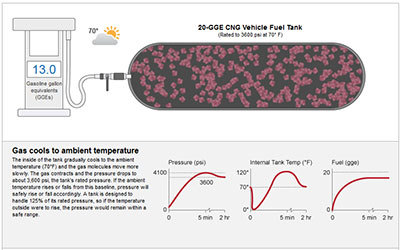 70°
20-GGE CNG Vehicle Fuel Tank
(Rated to 3600 psi at 70° F)
13.0
Gasoline gallon
equivalents
(GGEs)
Gas cools to ambient temperature
The inside of the tank gradually cools to the ambient
temperature (70°F) and the gas molecules move more
slowly. The gas contracts and the pressure drops to
about 3,600 psi, the tank's rated pressure. If the ambient
temperature rises or falls from this baseline, pressure will
safely rise or fall accordingly. A tank is designed to
handle 125% of its rated pressure, so if the temperature
outside were to rise, the pressure would remain within a
safe range.
Pressure (psi)
4100
3600
0
0 5 min 2 hr
Internal Tank Temp (°F)
120°
70°
0°
0 5 min 2 hr
Fuel (gge)
20
0
0 5 min 2 hr